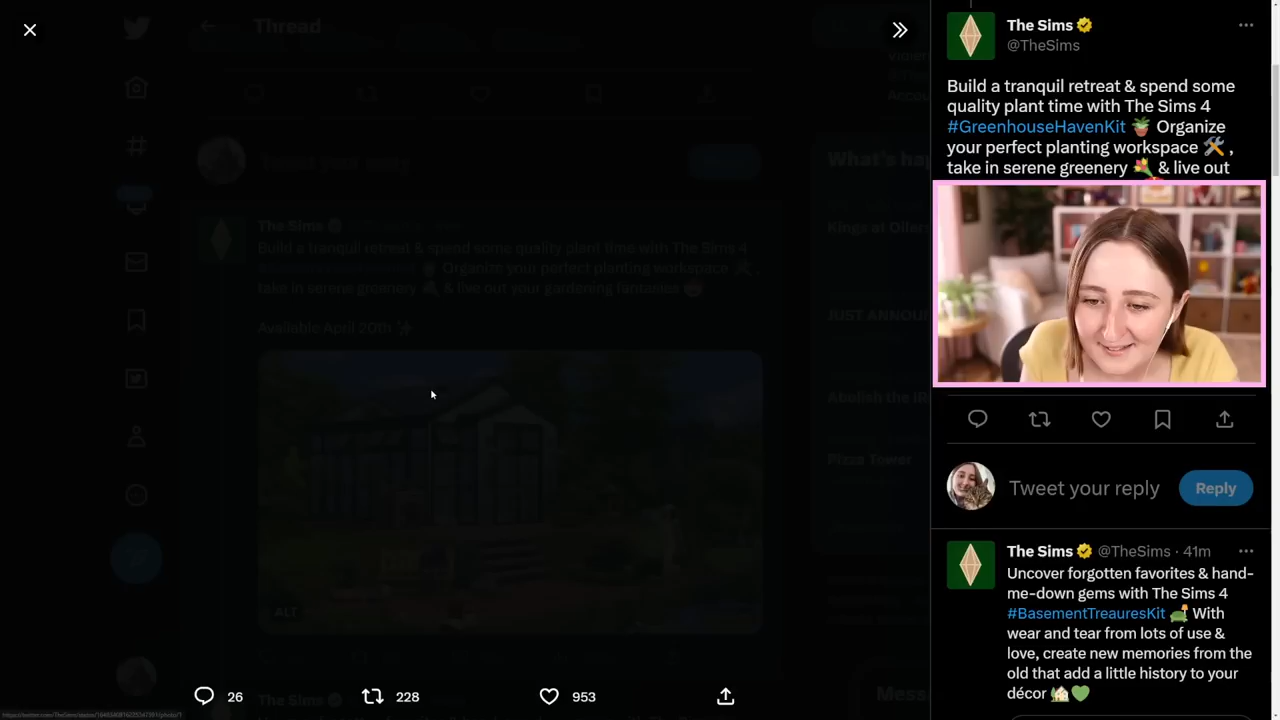 Thread
The Sims
@TheSims
Build a tranquil retreat & spend some
quality plant time with The Sims 4
#GreenhouseHavenKit 🪴 Organize
your perfect planting workspace 🛠️ ,
take in serene greenery 💐 & live out
What's hap
The Sims
Build a tranquil retreat & spend some quality plant time with The Sims 4
Organize your perfect planting workspace
take in serene greenery & live out your gardening fantasies
Available April 20th
Kings at Oiler
JUST ANNOU
Abolish the
Pizza Tower
ALT
Tweet your reply
Reply
The Sims @TheSims · 41m
Uncover forgotten favorites & hand-
me-down gems with The Sims 4
#BasementTreauresKit 🛋️ With
wear and tear from lots of use &
love, create new memories from the
old that add a little history to your
décor 🏡💚
26
228
953
The Sims
Mess